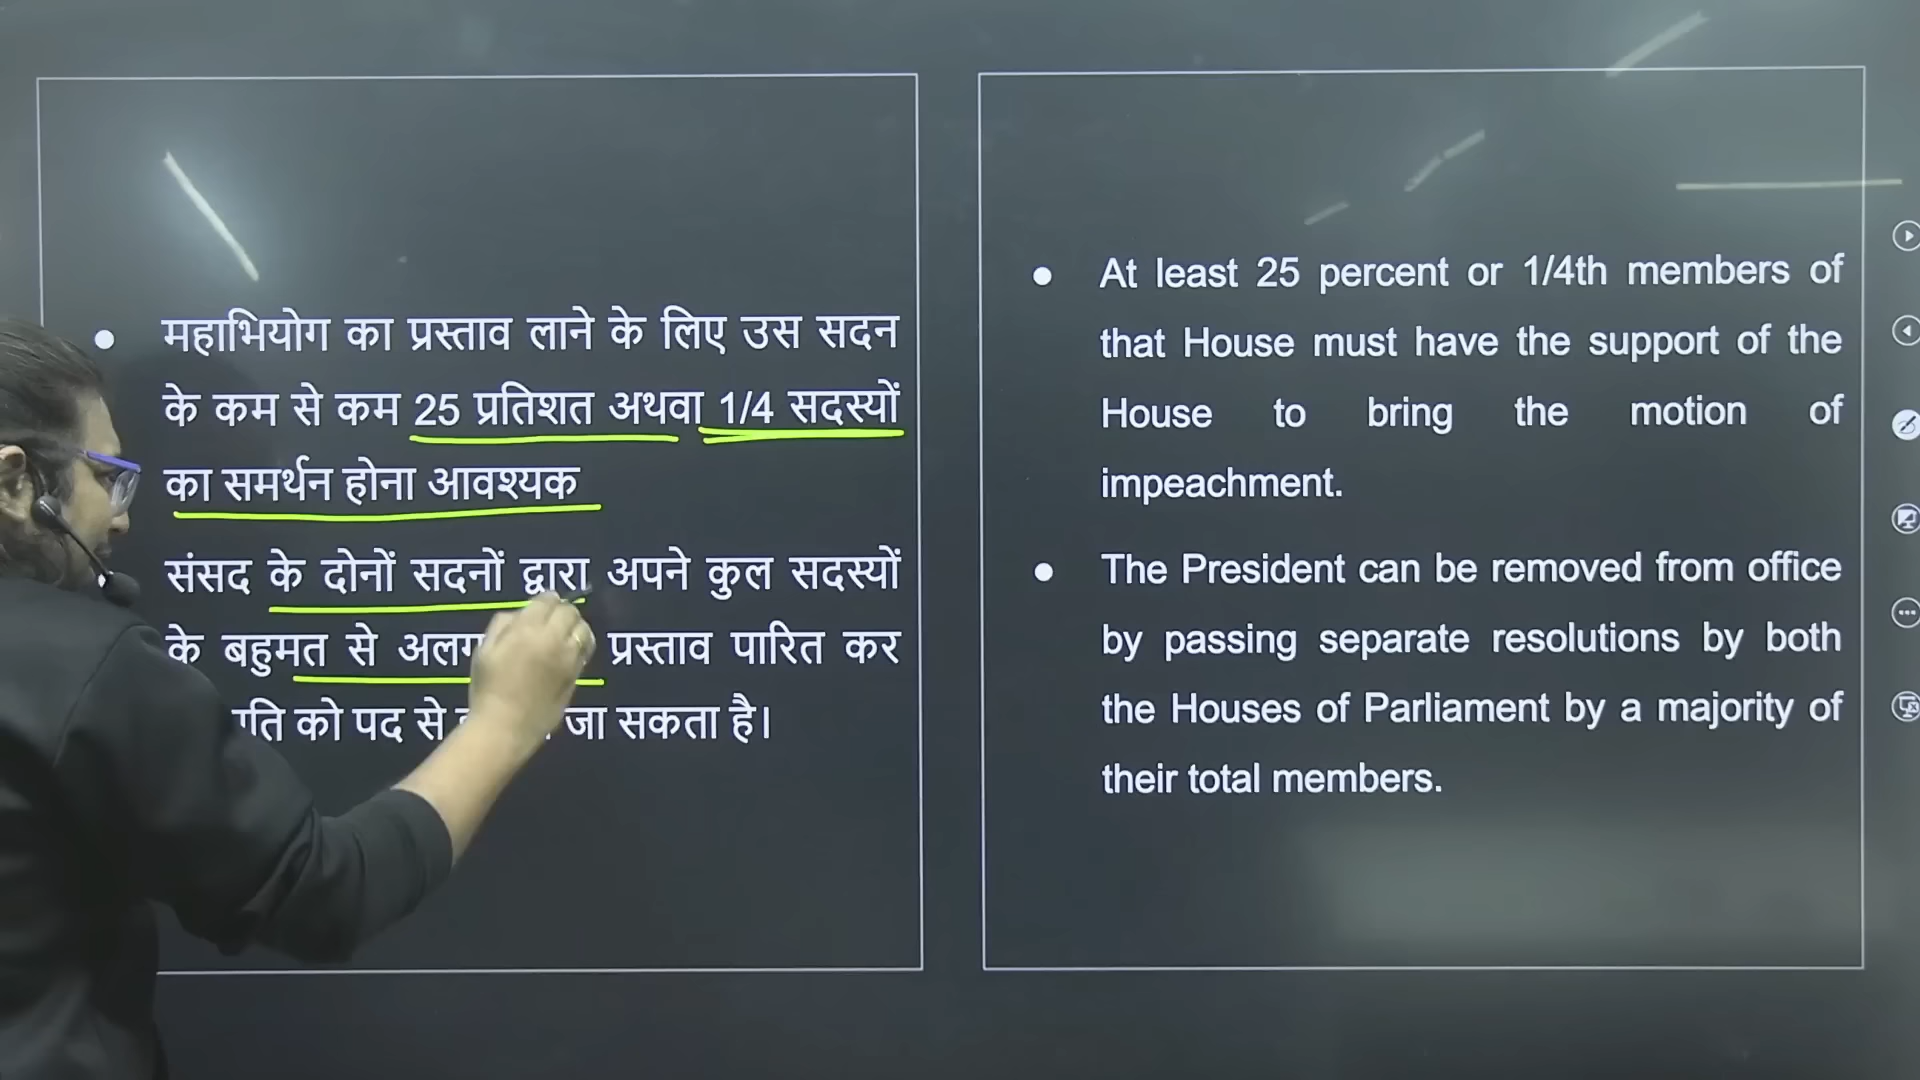 महाभियोग का प्रस्ताव लाने के लिए उस सदन
के कम से कम 25 प्रतिशत अथवा 1/4 सदस्यों
का समर्थन होना आवश्यक
संसद के दोनों सदनों द्वारा अपने कुल सदस्यों
के बहुमत से प्रस्ताव पारित कर
को पद से जा सकता है।
At least 25 percent or 1/4th members of
that House must have the support of the
House to bring the motion of
impeachment.
The President can be removed from office
by passing separate resolutions by both
the Houses of Parliament by a majority of
their total members.